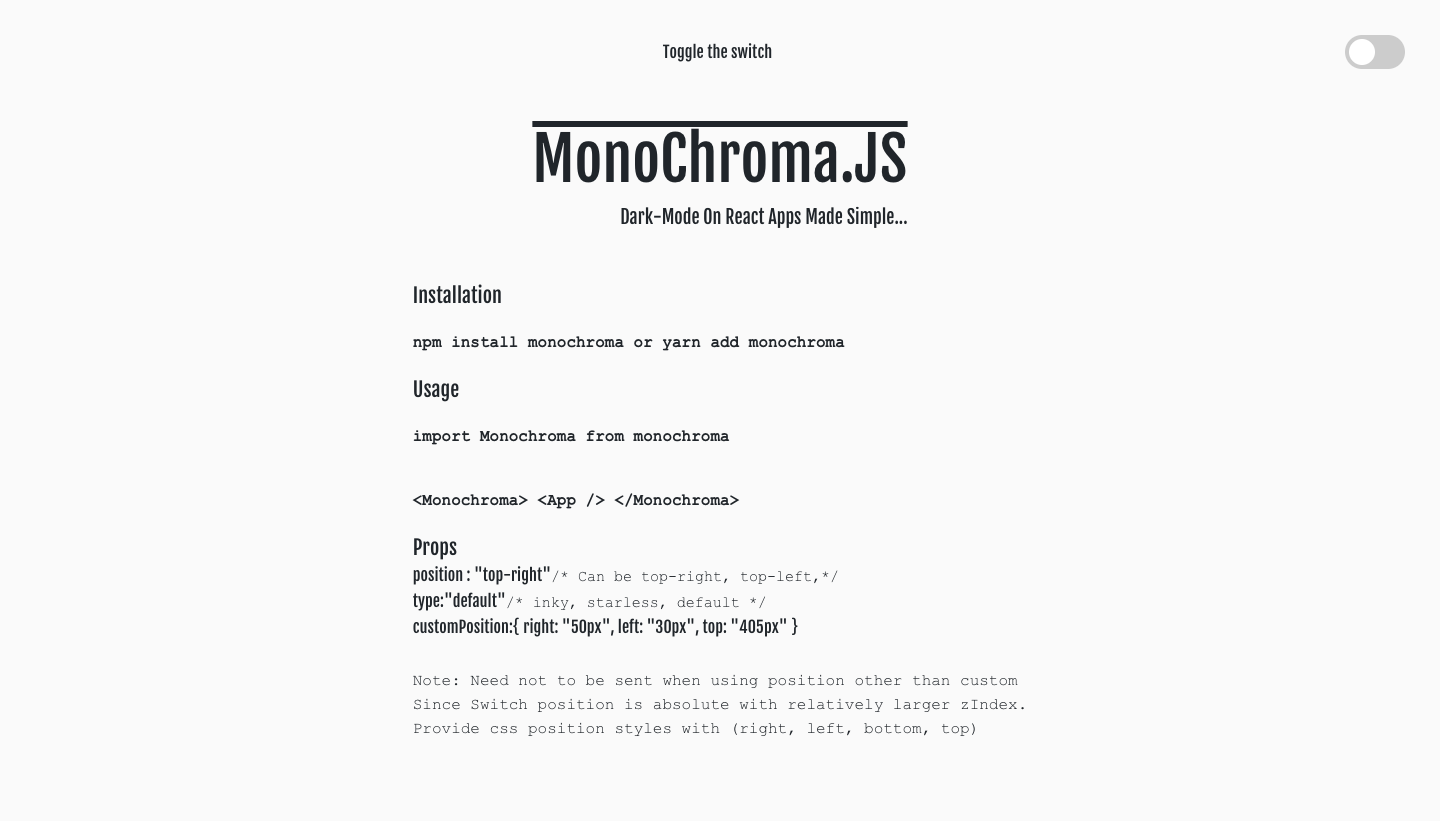 Toggle the switch
MonoChroma.JS
Dark-Mode On React Apps Made Simple...
Installation
npm install monochroma or yarn add monochroma
Usage
import Monochroma from monochroma
<Monochroma> <App /> </Monochroma>
Props
position : "top-right"/* Can be top-right, top-left,*/
type:"default"/* inky, starless, default */
customPosition:{ right: "50px", left: "30px", top: "405px" }
Note: Need not to be sent when using position other than custom
Since Switch position is absolute with relatively larger zIndex.
Provide css position styles with (right, left, bottom, top)